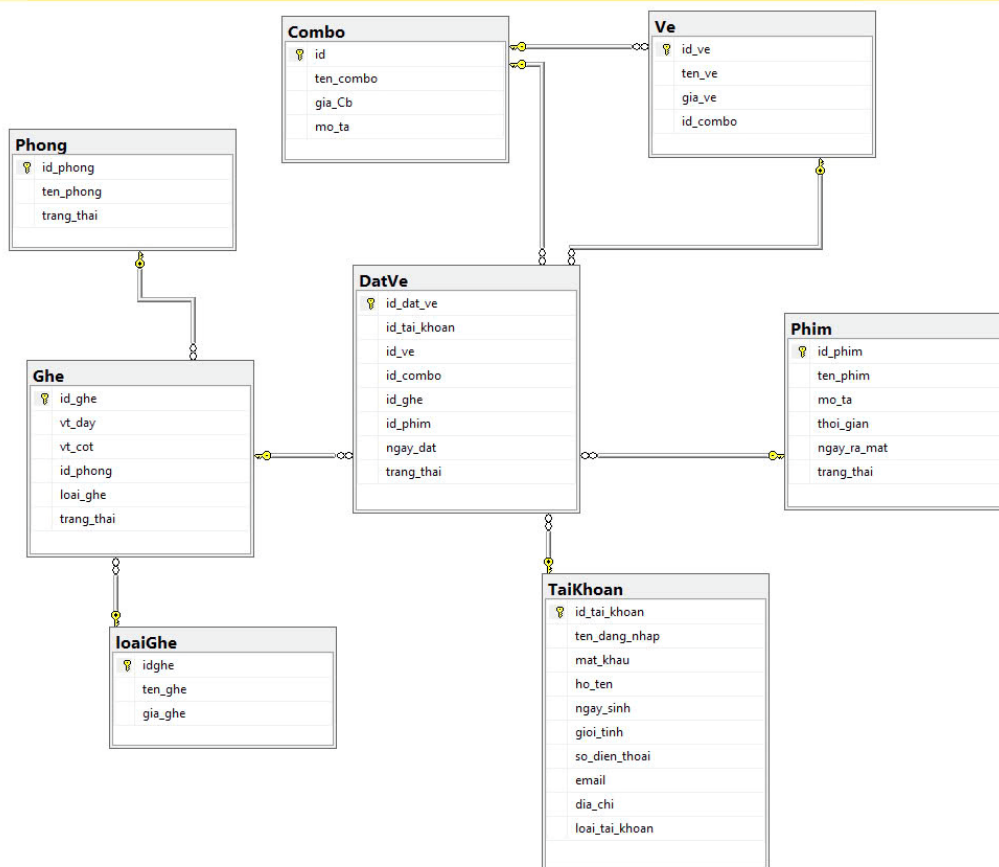 Combo
id
ten_combo
gia_Cb
mo_ta
Ve
id_ve
ten_ve
gia_ve
id_combo
Phong
id_phong
ten_phong
trang_thai
DatVe
id_dat_ve
id_tai_khoan
id_ve
id_combo
id_ghe
id_phim
ngay_dat
trang_thai
Phim
id_phim
ten_phim
mo_ta
thoi_gian
ngay_ra_mat
trang_thai
Ghe
id_ghe
vt_day
vt_cot
id_phong
loai_ghe
trang_thai
loaiGhe
idghe
ten_ghe
gia_ghe
TaiKhoan
id_tai_khoan
ten_dang_nhap
mat_khau
ho_ten
ngay_sinh
gioi_tinh
so_dien_thoai
email
dia_chi
loai_tai_khoan